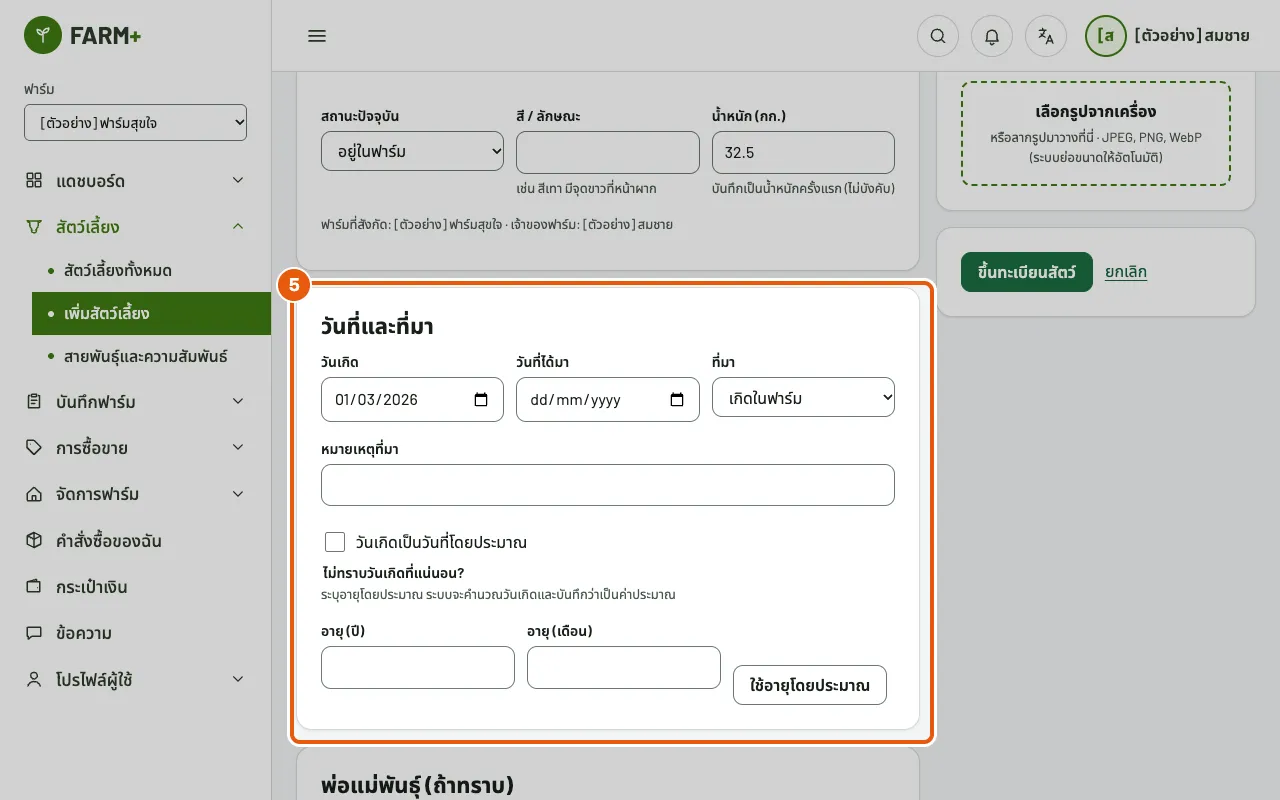 FARM+
[ส
[ตัวอย่าง] สมชาย
ฟาร์ม
[ตัวอย่าง] ฟาร์มสุขใจ
แดชบอร์ด
สัตว์เลี้ยง
สัตว์เลี้ยงทั้งหมด
เพิ่มสัตว์เลี้ยง
สายพันธุ์และความสัมพันธ์
บันทึกฟาร์ม
การซื้อขาย
จัดการฟาร์ม
คำสั่งซื้อของฉัน
กระเป๋าเงิน
ข้อความ
โปรไฟล์ผู้ใช้
สถานะปัจจุบัน
อยู่ในฟาร์ม
สี / ลักษณะ
เช่น สีเทา มีจุดขาวที่หน้าผาก
น้ำหนัก (กก.)
32.5
บันทึกเป็นน้ำหนักครั้งแรก (ไม่บังคับ)
ฟาร์มที่สังกัด: [ตัวอย่าง] ฟาร์มสุขใจ · เจ้าของฟาร์ม: [ตัวอย่าง] สมชาย
5
วันที่และที่มา
วันเกิด
01/03/2026
วันที่ได้มา
dd/mm/yyyy
ที่มา
เกิดในฟาร์ม
หมายเหตุที่มา
วันเกิดเป็นวันที่โดยประมาณ
ไม่ทราบวันเกิดที่แน่นอน?
ระบุอายุโดยประมาณ ระบบจะคำนวณวันเกิดและบันทึกว่าเป็นค่าประมาณ
อายุ (ปี)
อายุ (เดือน)
ใช้อายุโดยประมาณ
พ่อแม่พันธุ์ (ถ้าทราบ)
เลือกรูปจากเครื่อง
หรือลากรูปมาวางที่นี่ · JPEG, PNG, WebP
(ระบบย่อขนาดให้อัตโนมัติ)
ขึ้นทะเบียนสัตว์
ยกเลิก